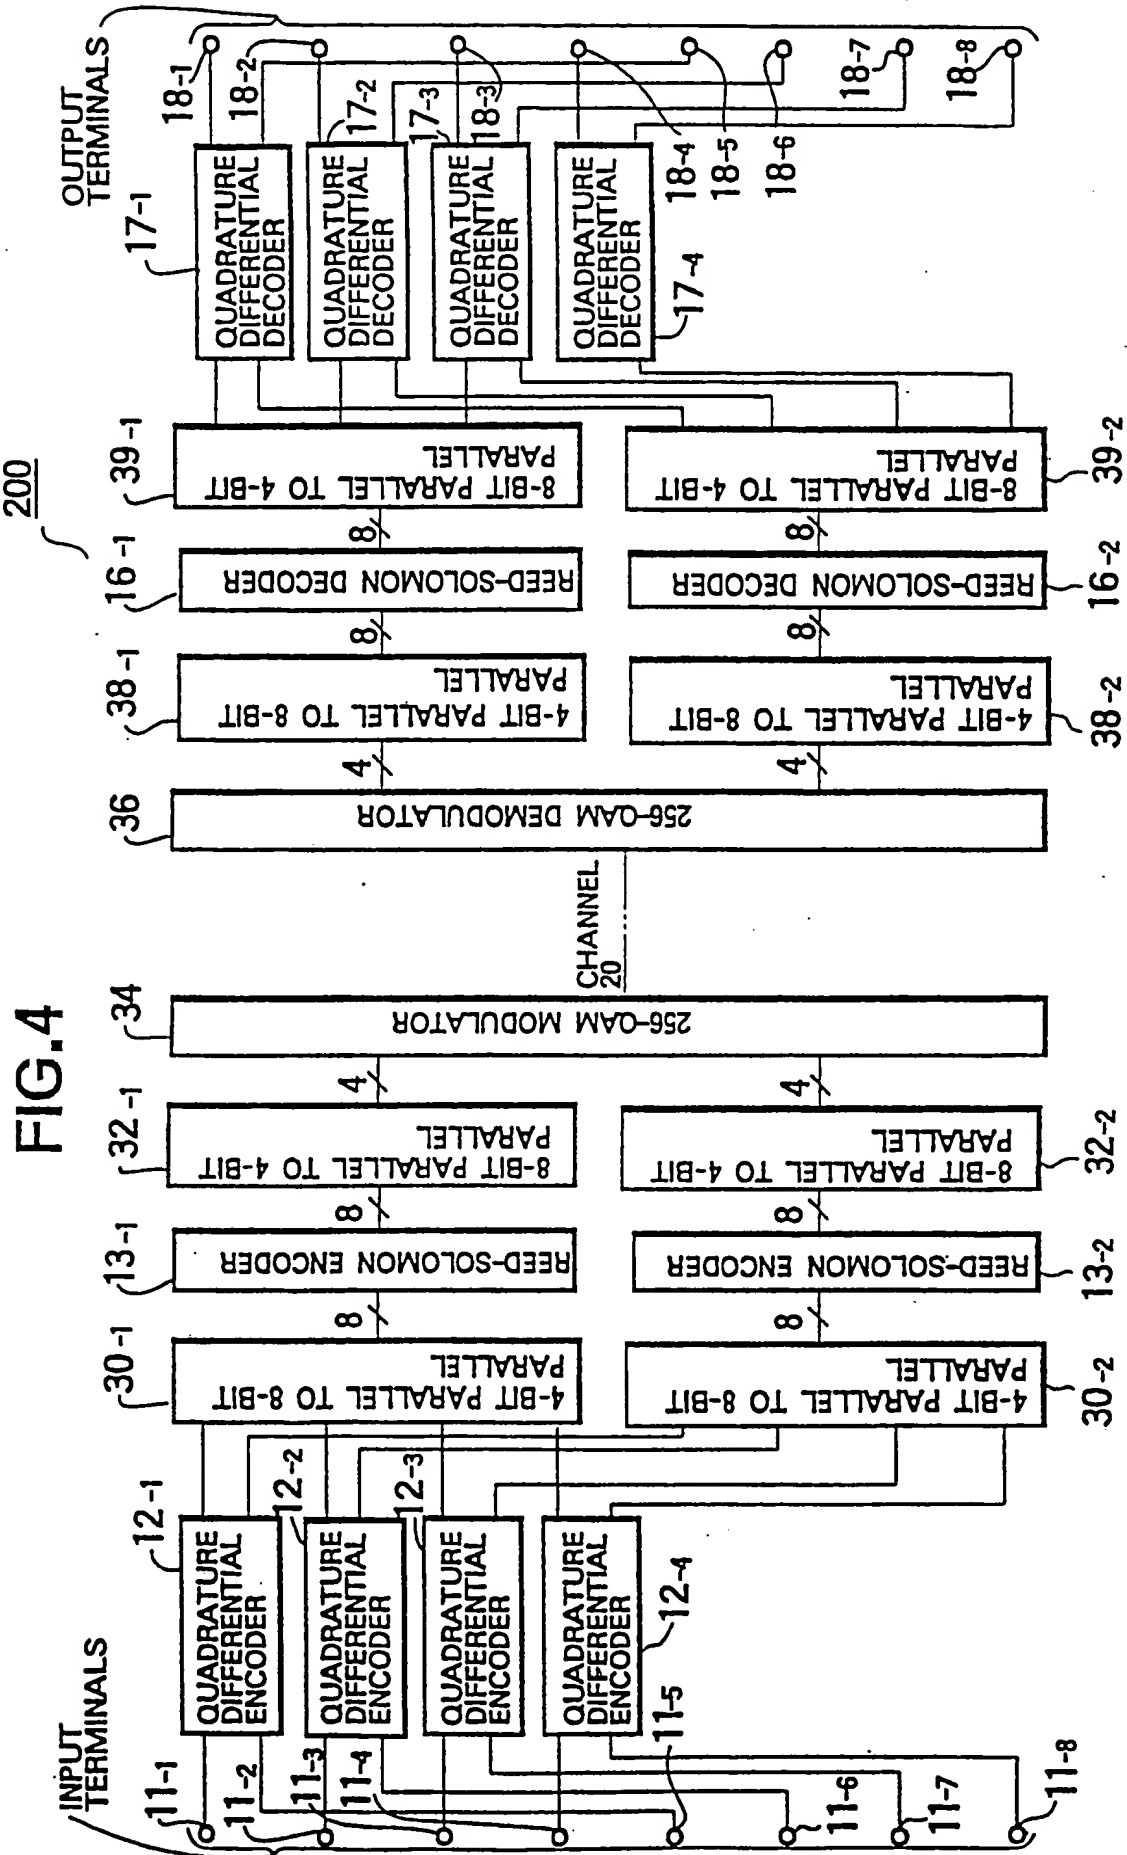 FIG.4
200
INPUT
TERMINALS
11-1
11-2
11-3
11-4
11-5
11-6
11-7
11-8
12-1
QUADRATURE
DIFFERENTIAL
ENCODER
12-2
QUADRATURE
DIFFERENTIAL
ENCODER
12-3
QUADRATURE
DIFFERENTIAL
ENCODER
QUADRATURE
DIFFERENTIAL
ENCODER
12-4
30-1
4-BIT PARALLEL TO 8-BIT
PARALLEL
4-BIT PARALLEL TO 8-BIT
PARALLEL
30-2
8
8
13-1
REED-SOLOMON ENCODER
REED-SOLOMON ENCODER
13-2
8
8
32-1
8-BIT PARALLEL TO 4-BIT
PARALLEL
8-BIT PARALLEL TO 4-BIT
PARALLEL
32-2
4
4
34
256-QAM MODULATOR
CHANNEL
20
36
256-QAM DEMODULATOR
4
4
38-1
4-BIT PARALLEL TO 8-BIT
PARALLEL
4-BIT PARALLEL TO 8-BIT
PARALLEL
38-2
8
8
16-1
REED-SOLOMON DECODER
REED-SOLOMON DECODER
16-2
8
8
39-1
8-BIT PARALLEL TO 4-BIT
PARALLEL
8-BIT PARALLEL TO 4-BIT
PARALLEL
39-2
17-1
QUADRATURE
DIFFERENTIAL
DECODER
17-2
QUADRATURE
DIFFERENTIAL
DECODER
17-3
QUADRATURE
DIFFERENTIAL
DECODER
QUADRATURE
DIFFERENTIAL
DECODER
17-4
OUTPUT
TERMINALS
18-1
18-2
18-3
18-4
18-5
18-6
18-7
18-8